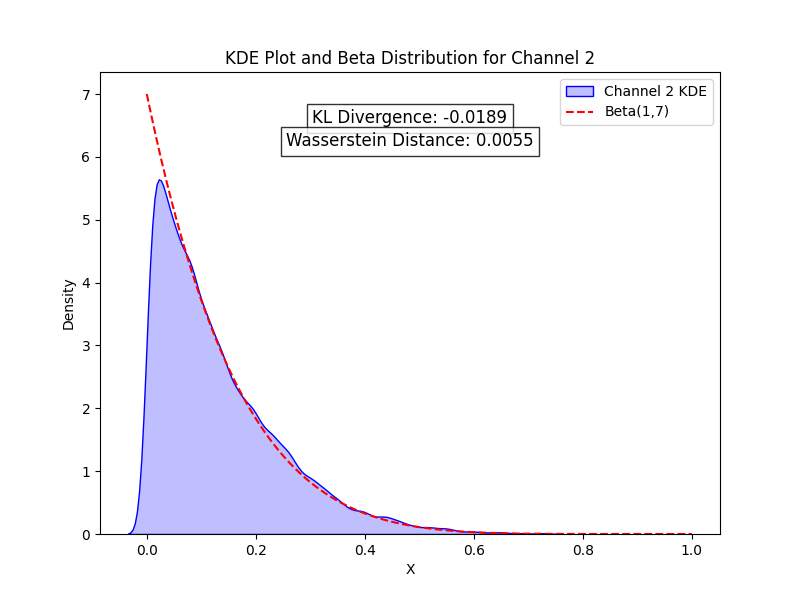 KDE Plot and Beta Distribution for Channel 2
KL Divergence: -0.0189
Wasserstein Distance: 0.0055
Channel 2 KDE
Beta(1,7)
Density
7
6
5
4
3
2
1
0
0.0 0.2 0.4 0.6 0.8 1.0
X